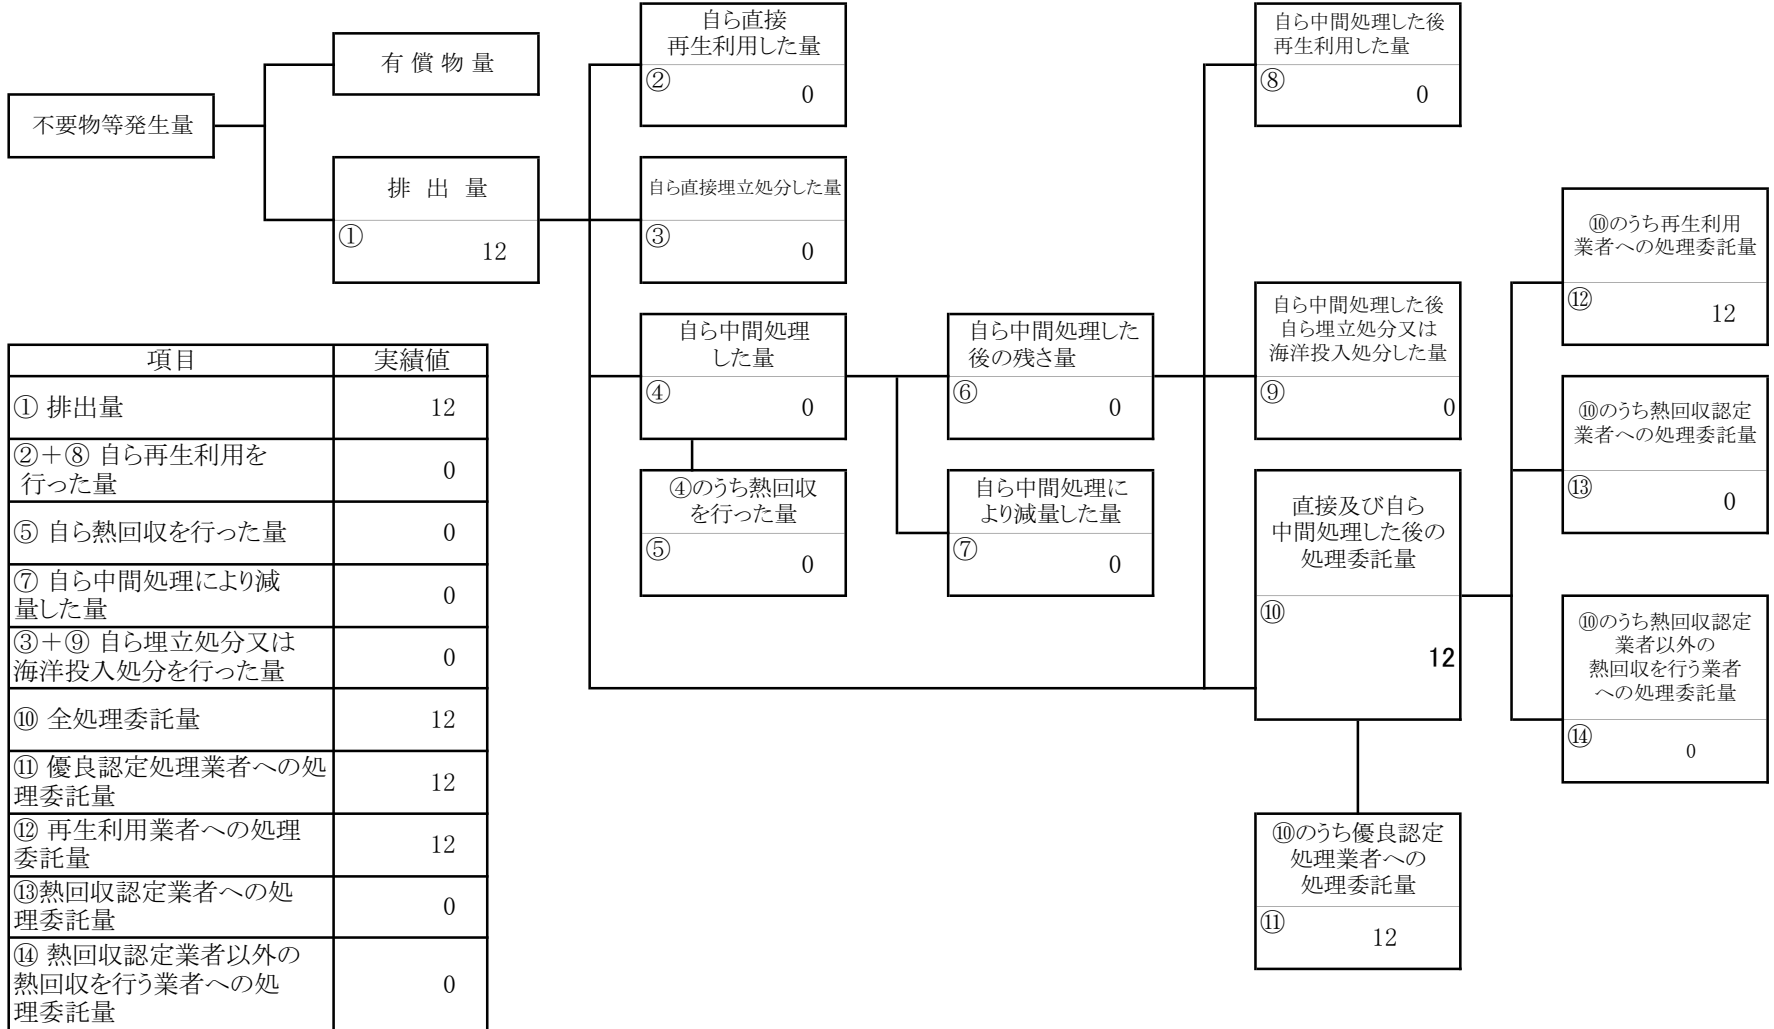 自ら直接
再生利用した量
② 0
自ら中間処理した後
再生利用した量
⑧ 0
有 償 物 量
不要物等発生量
排 出 量
① 12
自ら直接埋立処分した量
③ 0
⑩のうち再生利用
業者への処理委託量
⑫ 12
自ら中間処理
した量
④ 0
自ら中間処理した
後の残さ量
⑥ 0
自ら中間処理した後
自ら埋立処分又は
海洋投入処分した量
⑨ 0
⑩のうち熱回収認定
業者への処理委託量
⑬ 0
④のうち熱回収
を行った量
⑤ 0
自ら中間処理に
より減量した量
⑦ 0
直接及び自ら
中間処理した後の
処理委託量
⑩
12
⑩のうち熱回収認定
業者以外の
熱回収を行う業者
への処理委託量
⑭ 0
⑩のうち優良認定
処理業者への
処理委託量
⑪ 12
項目 実績値
① 排出量 12
②＋⑧ 自ら再生利用を
行った量 0
⑤ 自ら熱回収を行った量 0
⑦ 自ら中間処理により減
量した量 0
③＋⑨ 自ら埋立処分又は
海洋投入処分を行った量 0
⑩ 全処理委託量 12
⑪ 優良認定処理業者への処
理委託量 12
⑫ 再生利用業者への処理
委託量 12
⑬熱回収認定業者への処
理委託量 0
⑭ 熱回収認定業者以外の
熱回収を行う業者への処 0
理委託量